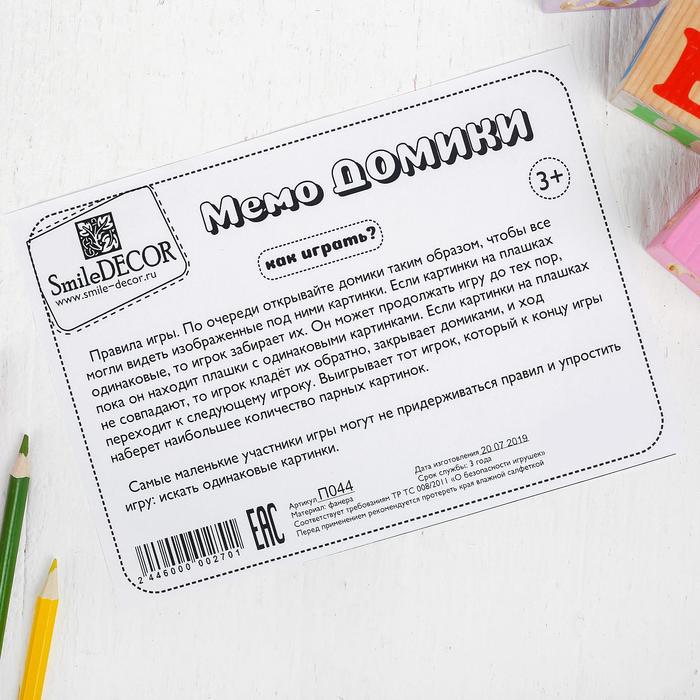 Мемо ДОМИКИ
3+
как играть?
SmileDECOR
www.smile-decor.ru
Правила игры. По очереди открывайте домики таким образом, чтобы все
могли видеть изображенные под ними картинки. Если картинки на плашках
одинаковые, то игрок забирает их. Он может продолжать игру до тех пор,
пока он находит плашки с одинаковыми картинками. Если картинки на плашках
не совпадают, то игрок кладёт их обратно, закрывает домиками, и ход
переходит к следующему игроку. Выигрывает тот игрок, который к концу игры
наберет наибольшее количество парных картинок.
Самые маленькие участники игры могут не придерживаться правил и упростить
игру: искать одинаковые картинки.
Артикул П044
Материал: фанера
Дата изготовления 20.07.2019
Срок службы: 3 года
Соответствует требованиям ТР ТС 008/2011 «О безопасности игрушек»
Перед применением рекомендуется протереть края влажной салфеткой
EAC
2 446000 002701